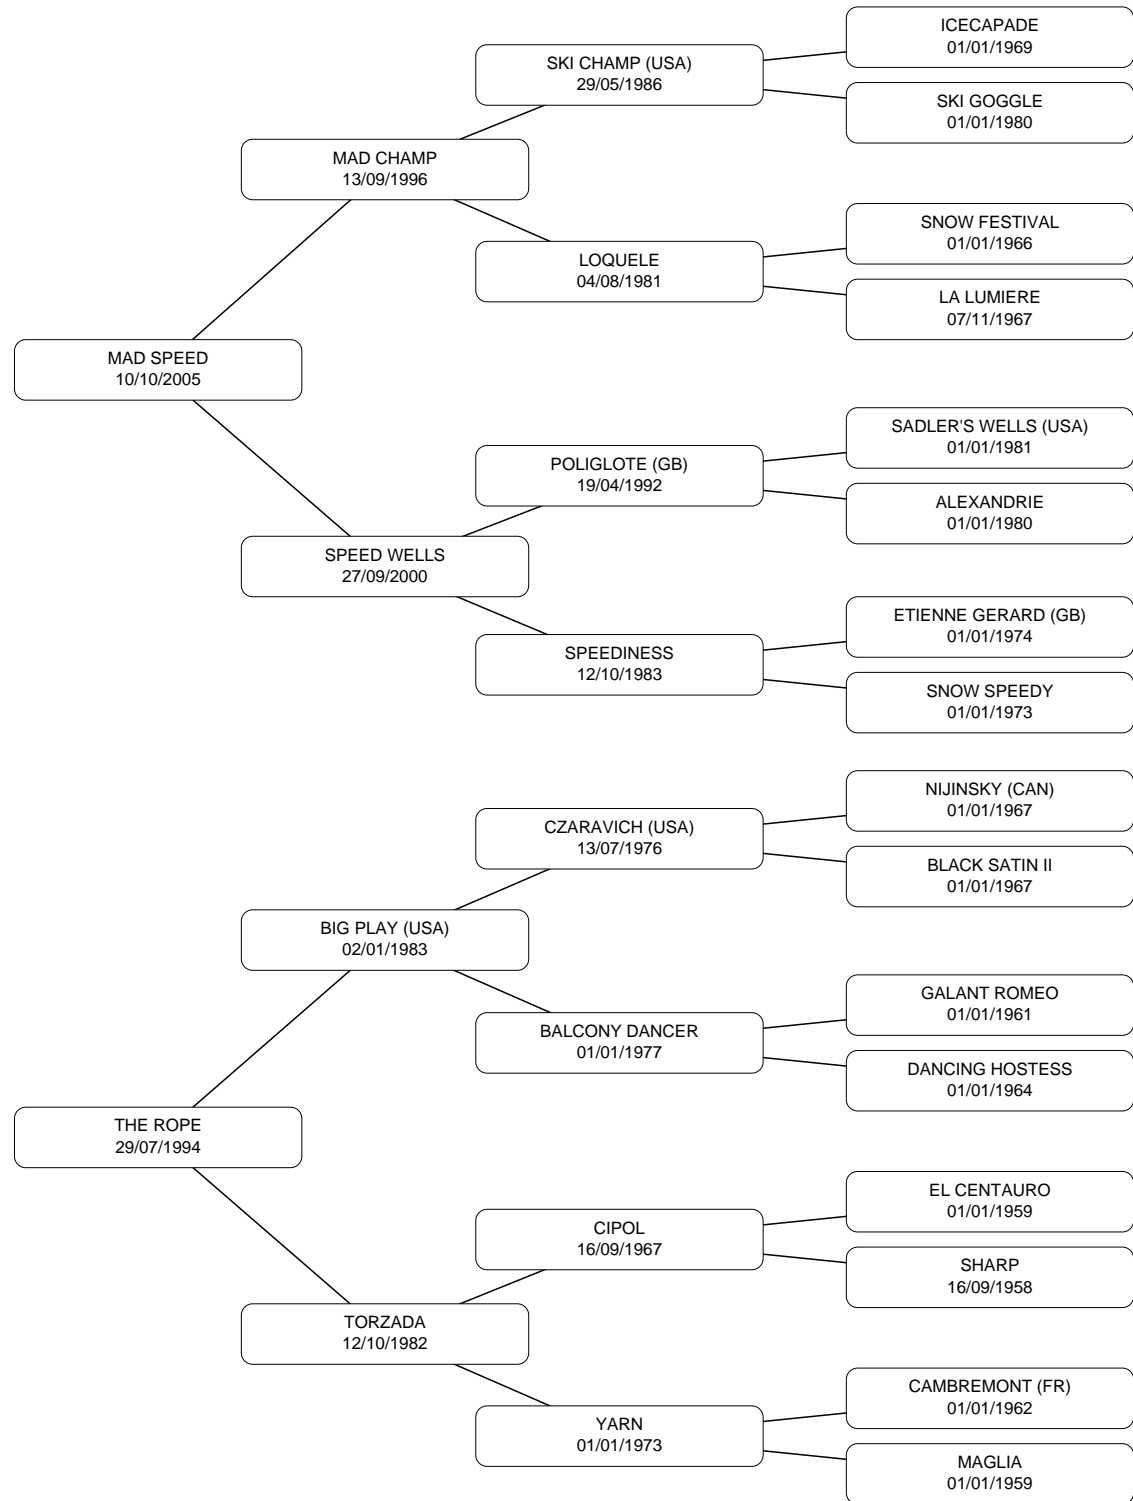 ICECAPADE
01/01/1969
SKI CHAMP (USA)
29/05/1986
SKI GOGGLE
01/01/1980
MAD CHAMP
13/09/1996
SNOW FESTIVAL
01/01/1966
LOQUELE
04/08/1981
LA LUMIERE
07/11/1967
MAD SPEED
10/10/2005
SADLER'S WELLS (USA)
01/01/1981
POLIGLOTE (GB)
19/04/1992
ALEXANDRIE
01/01/1980
SPEED WELLS
27/09/2000
ETIENNE GERARD (GB)
01/01/1974
SPEEDINESS
12/10/1983
SNOW SPEEDY
01/01/1973
NIJINSKY (CAN)
01/01/1967
CZARAVICH (USA)
13/07/1976
BLACK SATIN II
01/01/1967
BIG PLAY (USA)
02/01/1983
GALANT ROMEO
01/01/1961
BALCONY DANCER
01/01/1977
DANCING HOSTESS
01/01/1964
THE ROPE
29/07/1994
EL CENTAURO
01/01/1959
CIPOL
16/09/1967
SHARP
16/09/1958
TORZADA
12/10/1982
CAMBREMONT (FR)
01/01/1962
YARN
01/01/1973
MAGLIA
01/01/1959